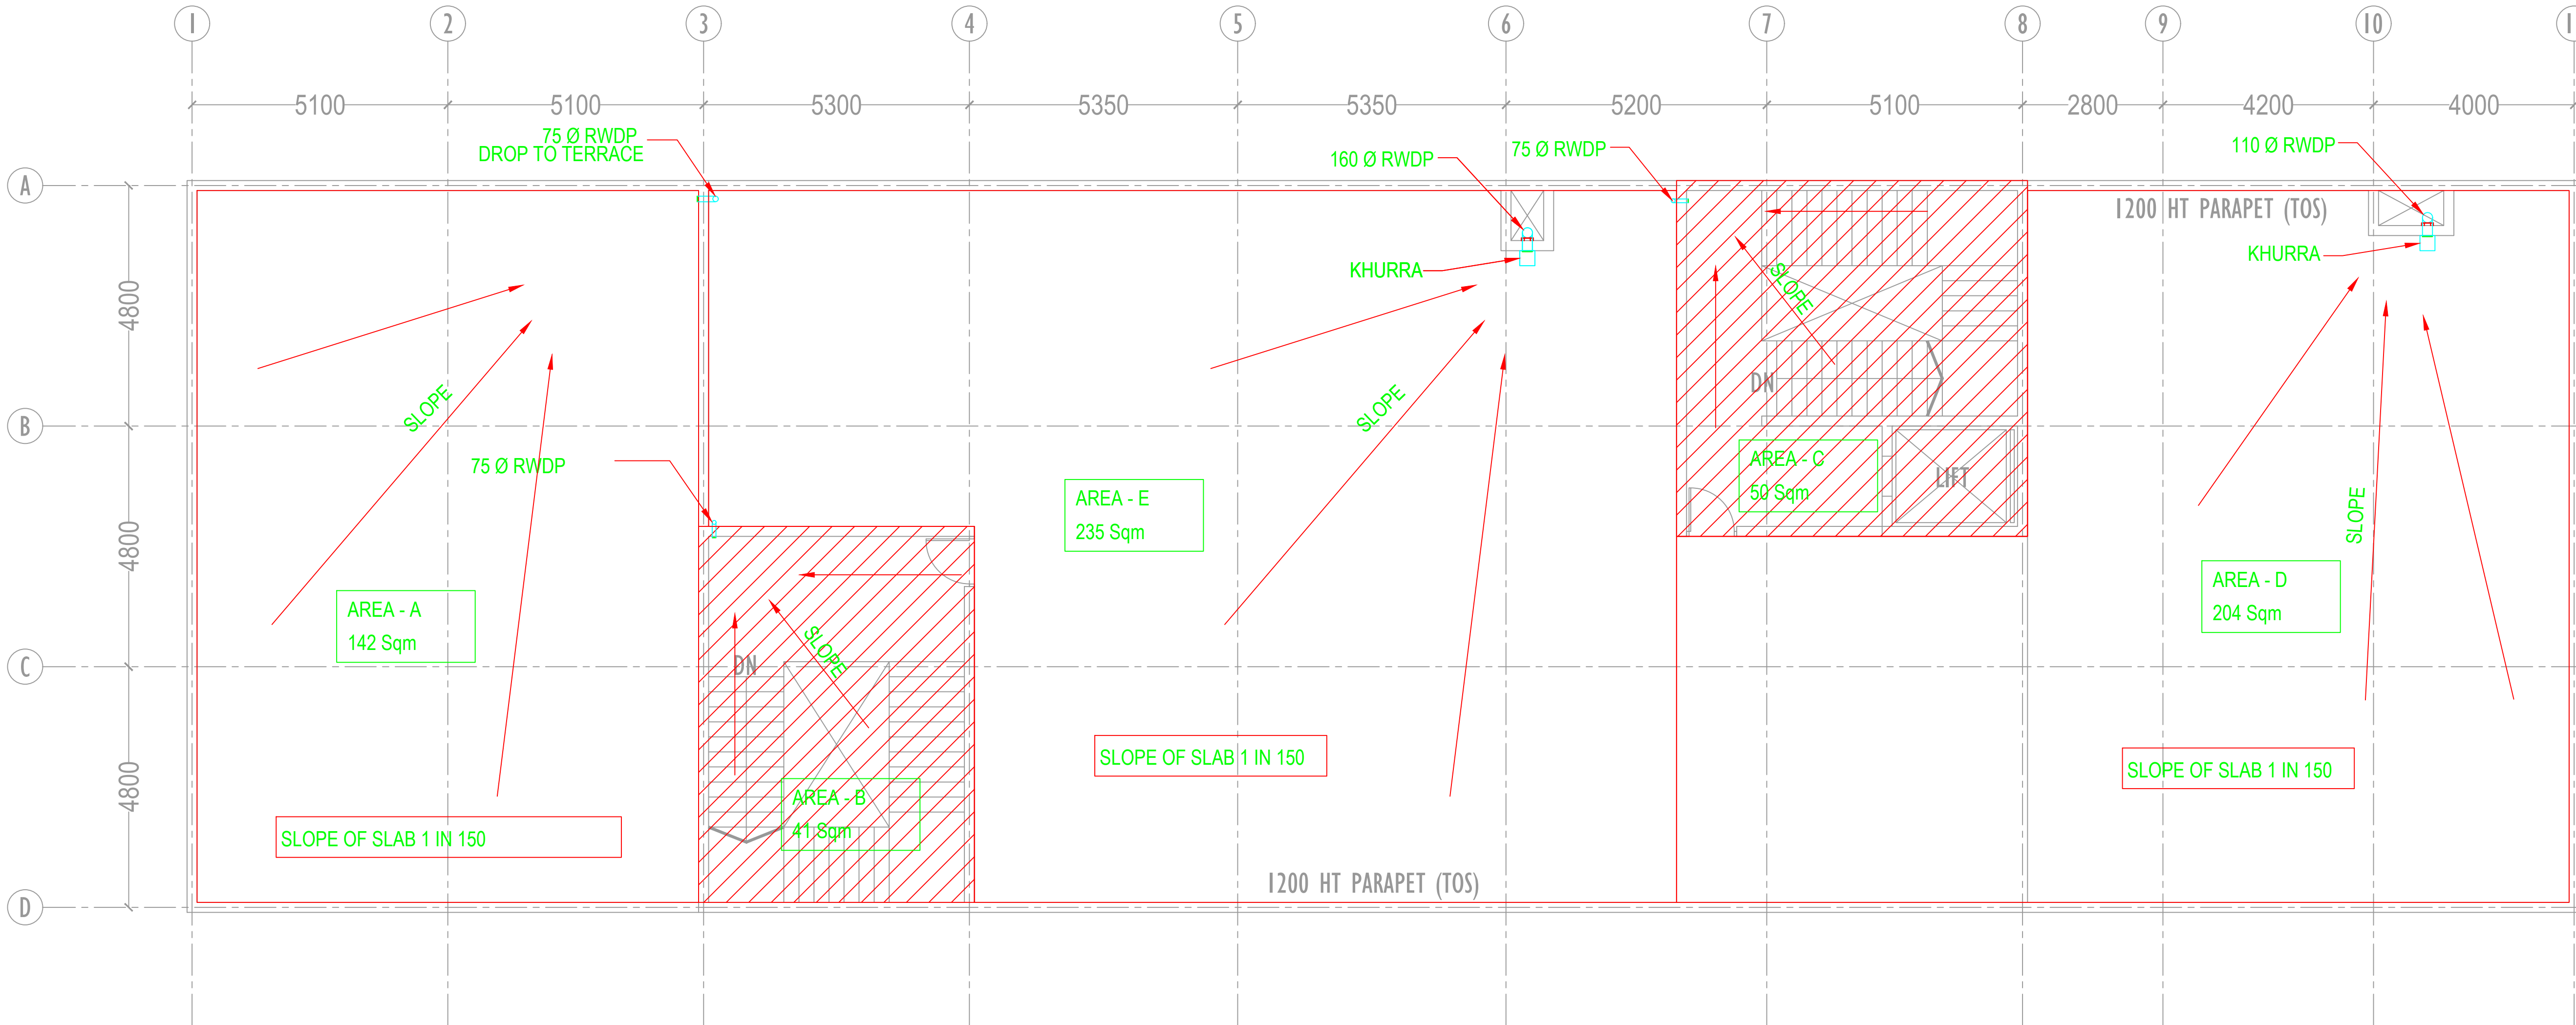 1 2 3 4 5 6 7 8 9 10
5100 5100 5300 5350 5350 5200 5100 2800 4200 4000
75 Ø RWDP
DROP TO TERRACE
160 Ø RWDP
75 Ø RWDP
110 Ø RWDP
A
1200 HT PARAPET (TOS)
KHURRA
KHURRA
SLOPE
4800
DN
SLOPE
SLOPE
B
75 Ø RWDP
AREA - C
50 Sqm
LIFT
AREA - E
235 Sqm
SLOPE
4800
AREA - A
142 Sqm
AREA - D
204 Sqm
SLOPE
C
DN
SLOPE OF SLAB 1 IN 150
SLOPE OF SLAB 1 IN 150
4800
AREA - B
41 Sqm
SLOPE OF SLAB 1 IN 150
1200 HT PARAPET (TOS)
D